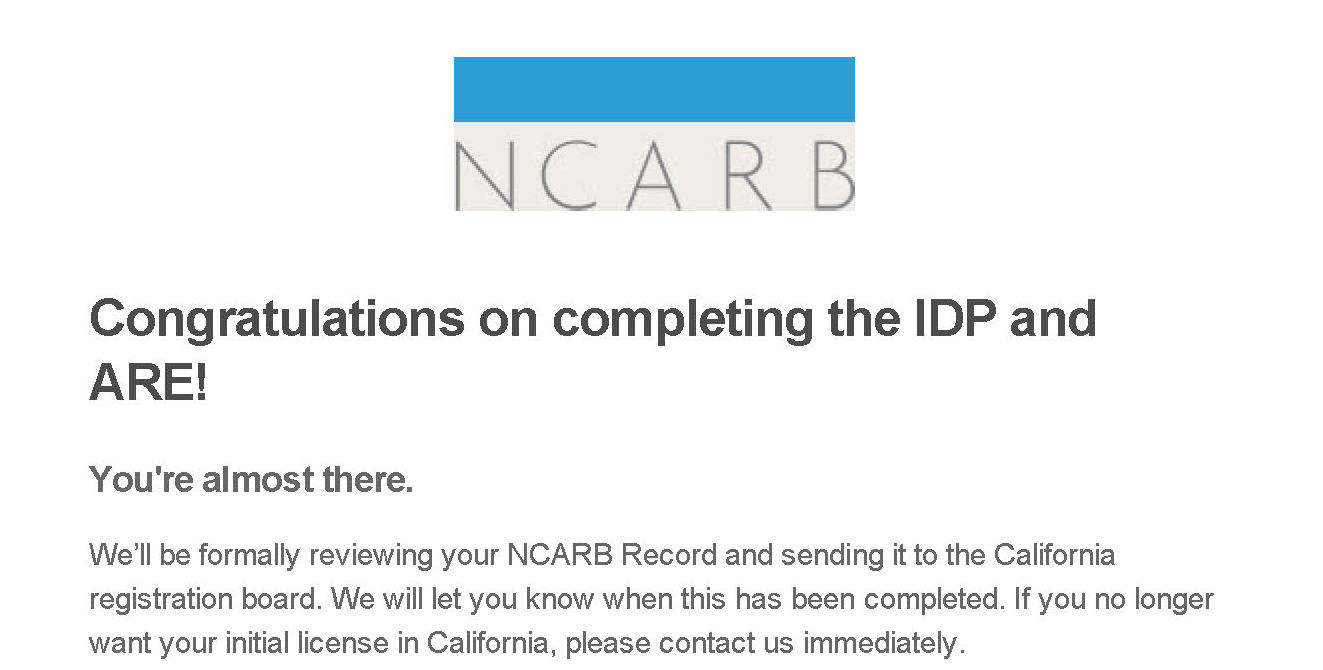 NCARB
Congratulations on completing the IDP and
ARE!
You're almost there.
We’ll be formally reviewing your NCARB Record and sending it to the California
registration board. We will let you know when this has been completed. If you no longer
want your initial license in California, please contact us immediately.